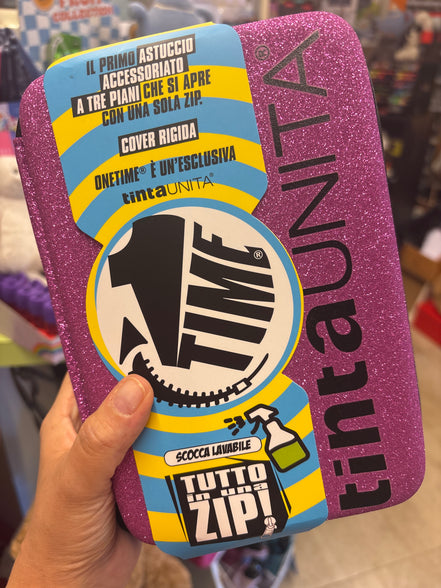 IL PRIMO ASTUCCIO
ACCESSORIATO
A TRE PIANI CHE SI APRE
CON UNA SOLA ZIP.
COVER RIGIDA
ONETIME® È UN'ESCLUSIVA
tintaUNITA®
1TIME®
SCOCCA LAVABILE
TUTTO
in una
ZIP!
tintaUNITA®
COLLECTION